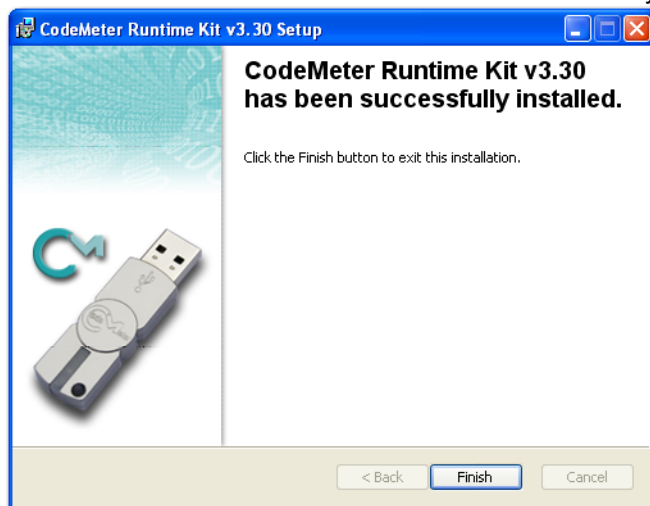 CodeMeter Runtime Kit v3.30 Setup
CodeMeter Runtime Kit v3.30
has been successfully installed.
Click the Finish button to exit this installation.
CM
< Back
Finish
Cancel